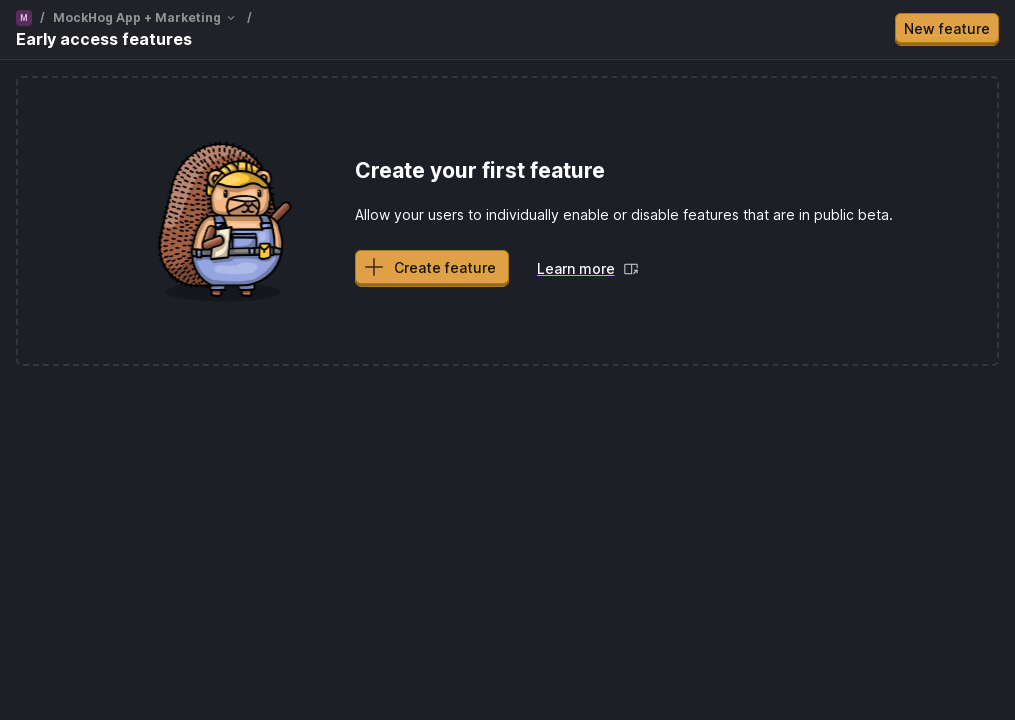 M / MockHog App + Marketing /
Early access features
New feature
Create your first feature
Allow your users to individually enable or disable features that are in public beta.
Create feature
Learn more